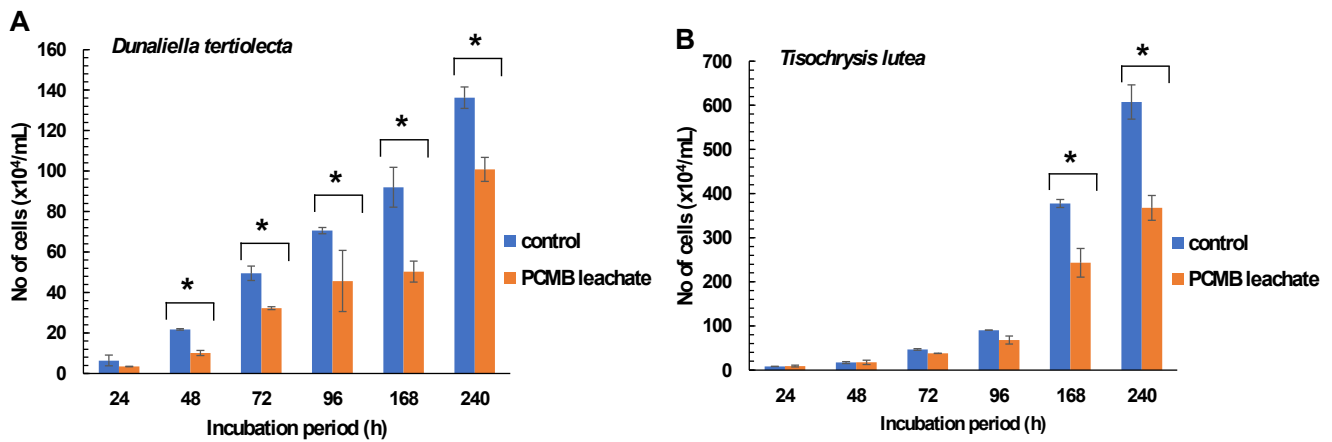 A
Dunaliella tertiolecta
No of cells (x10⁴/mL)
160
140
120
100
80
60
40
20
0
*
*
*
*
*
24 48 72 96 168 240
Incubation period (h)
control
PCMB leachate
B
Tisochrysis lutea
No of cells (x10⁴/mL)
700
600
500
400
300
200
100
0
*
*
24 48 72 96 168 240
Incubation period (h)
control
PCMB leachate